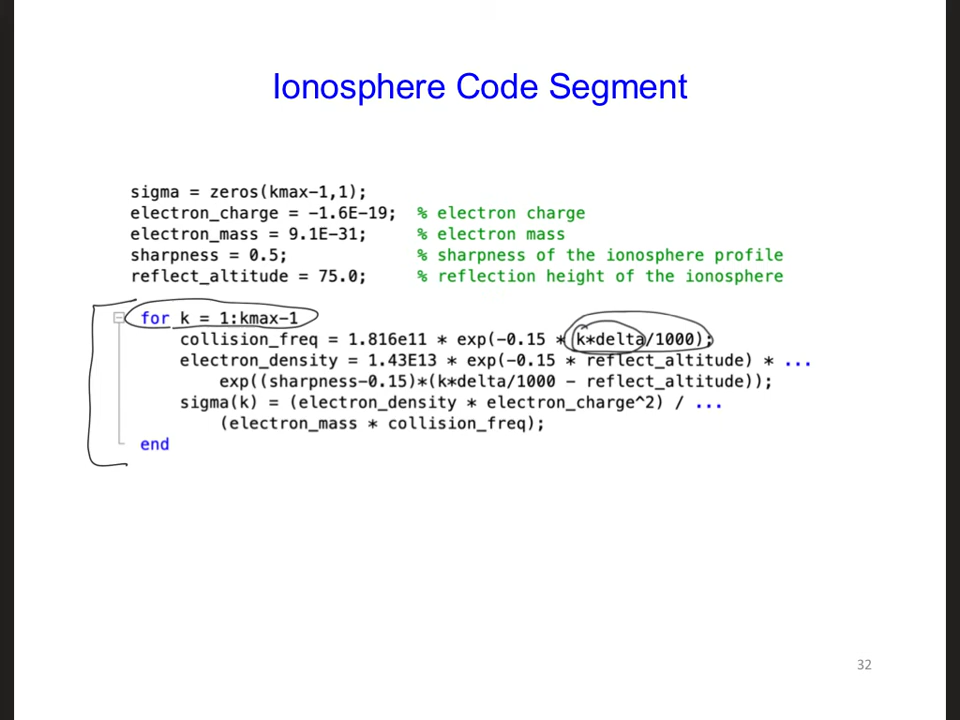 Ionosphere Code Segment
sigma = zeros(kmax-1,1);
electron_charge = -1.6E-19; % electron charge
electron_mass = 9.1E-31; % electron mass
sharpness = 0.5; % sharpness of the ionosphere profile
reflect_altitude = 75.0; % reflection height of the ionosphere
for k = 1:kmax-1
collision_freq = 1.816e11 * exp(-0.15 * (k*delta/1000);
electron_density = 1.43E13 * exp(-0.15 * reflect_altitude) * ...
exp((sharpness-0.15)*(k*delta/1000 - reflect_altitude));
sigma(k) = (electron_density * electron_charge^2) / ...
(electron_mass * collision_freq);
end
32